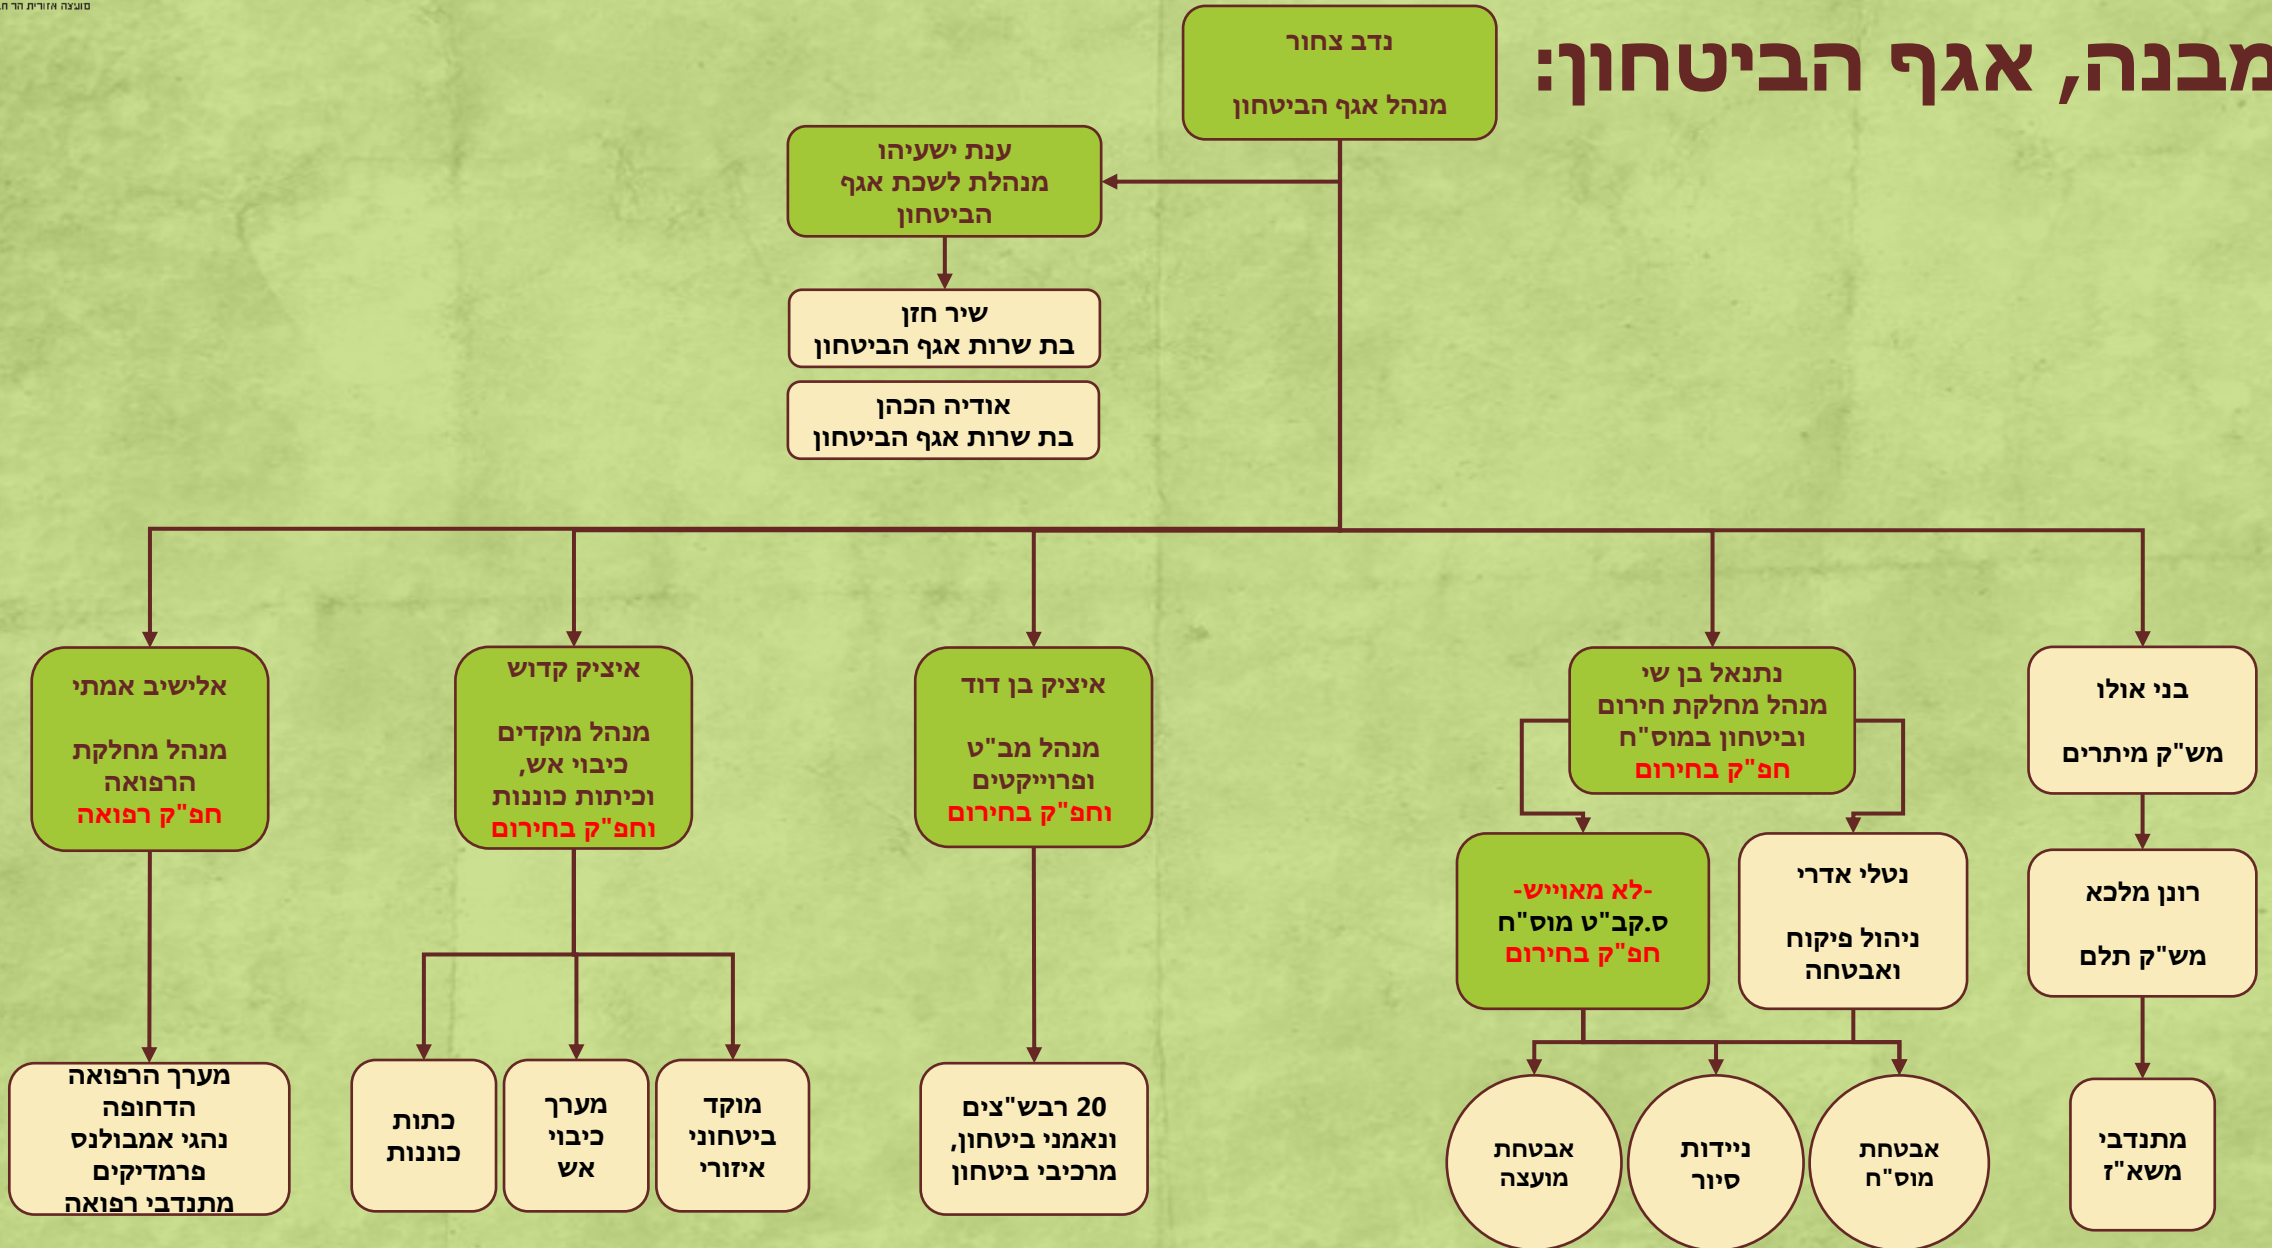 מבנה, אגף הביטחון:
נדב צחור
מנהל אגף הביטחון
ענת ישעיהו
מנהלת לשכת אגף
הביטחון
שיר חזן
בת שרות אגף הביטחון
אודיה הכהן
בת שרות אגף הביטחון
בני אולו
מש"ק מיתרים
רונן מלכא
מש"ק תלם
מתנדבי
משא"ז
נתנאל בן שי
מנהל מחלקת חירום
וביטחון במוס"ח
חפ"ק בחירום
נטלי אדרי
ניהול פיקוח
ואבטחה
-לא מאוייש-
ס.קב"ט מוס"ח
חפ"ק בחירום
אבטחת
מוס"ח
ניידות
סיור
אבטחת
מועצה
איציק בן דוד
מנהל מב"ט
ופרוייקטים
וחפ"ק בחירום
20 רבש"צים
ונאמני ביטחון,
מרכיבי ביטחון
איציק קדוש
מנהל מוקדים
כיבוי אש,
וכיתות כוננות
וחפ"ק בחירום
מוקד
ביטחוני
איזורי
מערך
כיבוי
אש
כתות
כוננות
אלישיב אמתי
מנהל מחלקת
הרפואה
חפ"ק רפואה
מערך הרפואה
הדחופה
נהגי אמבולנס
פרמדיקים
מתנדבי רפואה
מועצה אזורית הר